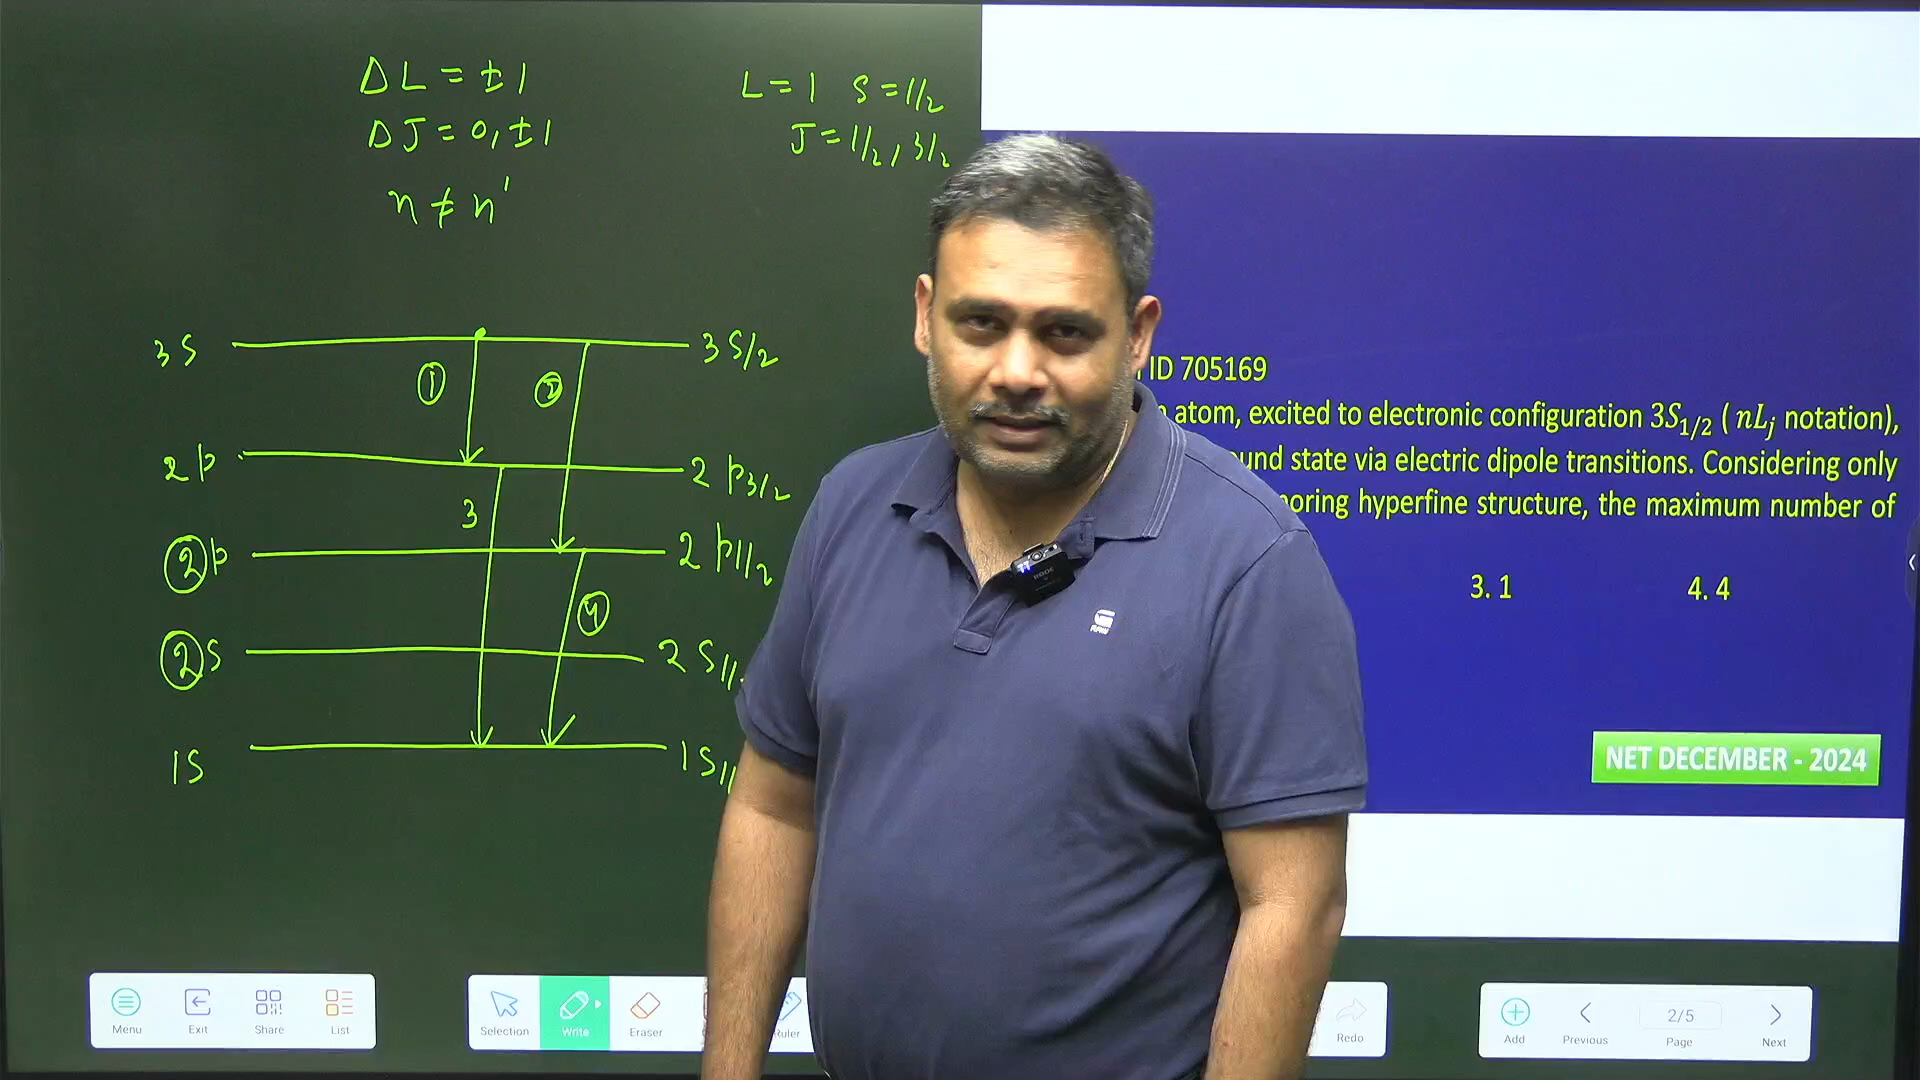 ΔL = ±1
ΔJ = 0, ±1
n ≠ n'
L = 1 S = 1/2
J = 1/2, 3/2
3S 3S/2
① ②
2p 2p3/2
3
②p 2p1/2
④
②S 2S1/
1S 1S1/
ID 705169
atom, excited to electronic configuration 3S1/2 ( nLj notation),
und state via electric dipole transitions. Considering only
oring hyperfine structure, the maximum number of
3. 1 4. 4
NET DECEMBER - 2024
RODE
Menu Exit Share List
Selection Write Eraser Ruler
Redo
Add Previous 2/5 Page Next